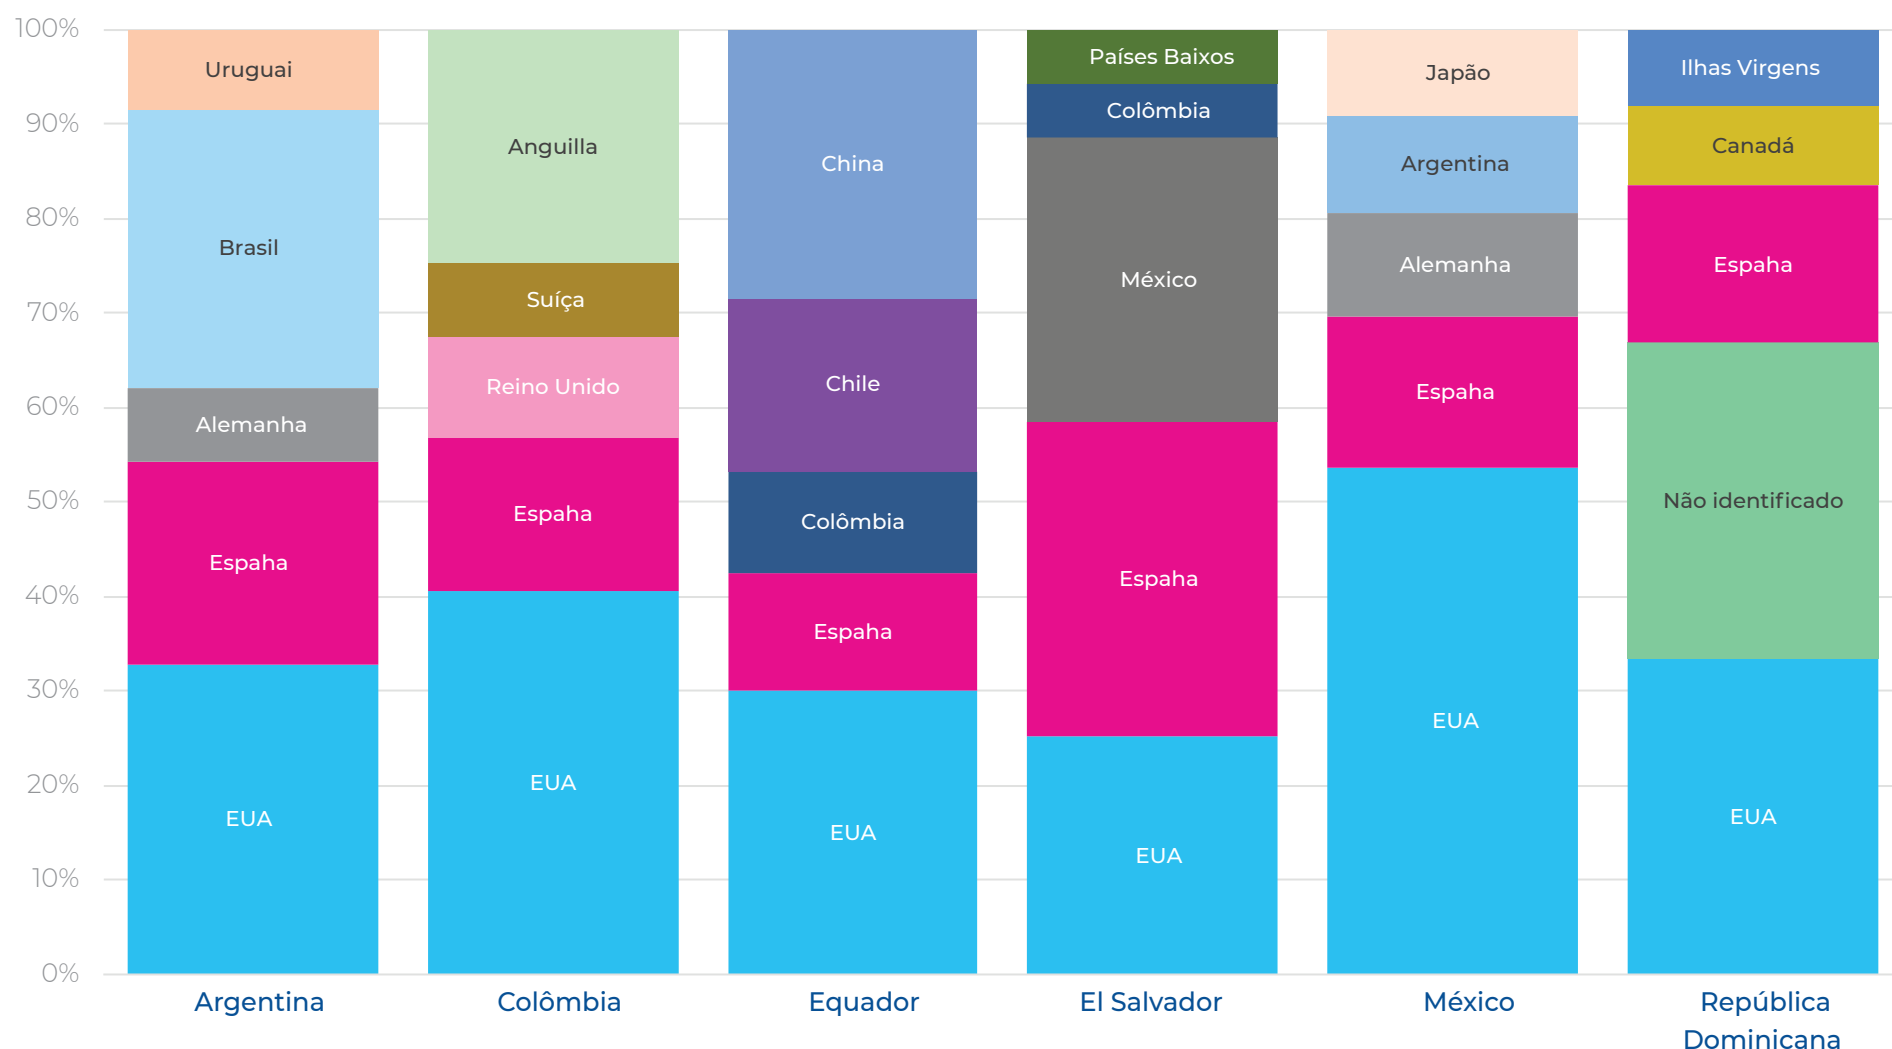 100%
90%
80%
70%
60%
50%
40%
30%
20%
10%
0%
Uruguai
Brasil
Alemanha
Espaha
EUA
Argentina
Anguilla
Suíça
Reino Unido
Espaha
EUA
Colômbia
China
Chile
Colômbia
Espaha
EUA
Equador
Países Baixos
Colômbia
México
Espaha
EUA
El Salvador
Japão
Argentina
Alemanha
Espaha
EUA
México
Ilhas Virgens
Canadá
Espaha
Não identificado
EUA
República
Dominicana